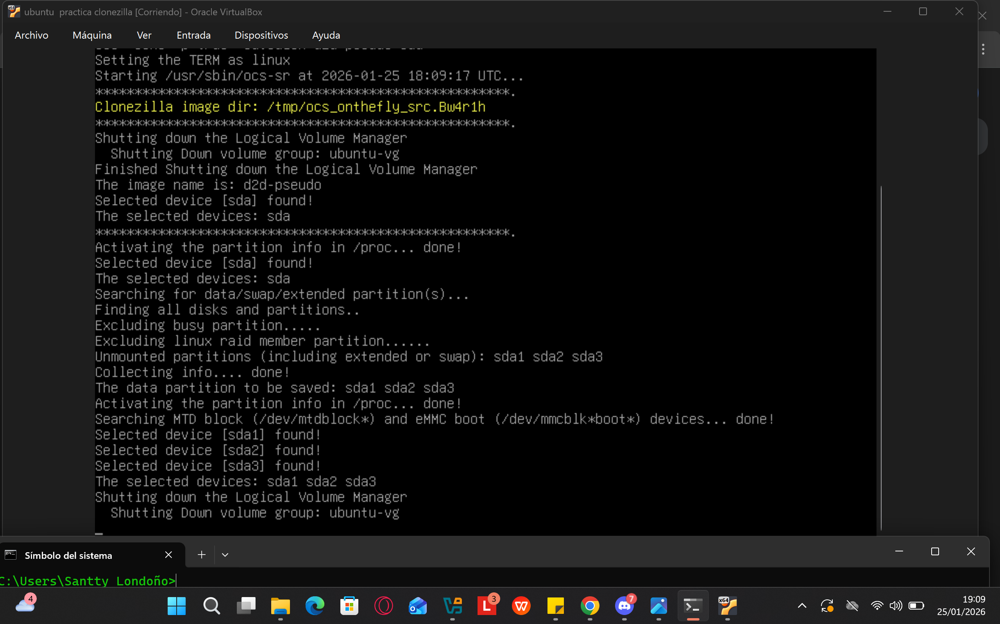 ubuntu  practica clonezilla [Corriendo] - Oracle VirtualBox
Archivo Máquina Ver Entrada Dispositivos Ayuda
Setting the TERM as linux
Starting /usr/sbin/ocs-sr at 2026-01-25 18:09:17 UTC...
*****************************************************.
Clonezilla image dir: /tmp/ocs_onthefly_src.Bw4r1h
*****************************************************.
Shutting down the Logical Volume Manager
  Shutting Down volume group: ubuntu-vg
Finished Shutting down the Logical Volume Manager
The image name is: d2d-pseudo
Selected device [sda] found!
The selected devices: sda
*****************************************************.
Activating the partition info in /proc... done!
Selected device [sda] found!
The selected devices: sda
Searching for data/swap/extended partition(s)...
Finding all disks and partitions..
Excluding busy partition.....
Excluding linux raid member partition......
Unmounted partitions (including extended or swap): sda1 sda2 sda3
Collecting info.... done!
The data partition to be saved: sda1 sda2 sda3
Activating the partition info in /proc... done!
Searching MTD block (/dev/mtdblock*) and eMMC boot (/dev/mmcblk*boot*) devices... done!
Selected device [sda1] found!
Selected device [sda2] found!
Selected device [sda3] found!
The selected devices: sda1 sda2 sda3
Shutting down the Logical Volume Manager
  Shutting Down volume group: ubuntu-vg
Símbolo del sistema
C:\Users\Santty Londoño>
4
3
7
x64
19:09
25/01/2026